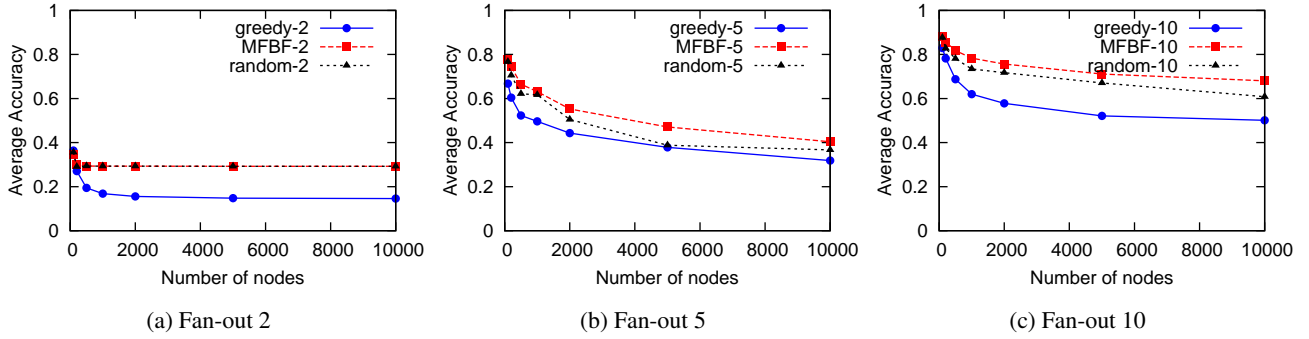 Average Accuracy
1
0.8
0.6
0.4
0.2
0
greedy-2
MFBF-2
random-2
0 2000 4000 6000 8000 10000
Number of nodes
(a) Fan-out 2
Average Accuracy
1
0.8
0.6
0.4
0.2
0
greedy-5
MFBF-5
random-5
0 2000 4000 6000 8000 10000
Number of nodes
(b) Fan-out 5
Average Accuracy
1
0.8
0.6
0.4
0.2
0
greedy-10
MFBF-10
random-10
0 2000 4000 6000 8000 10000
Number of nodes
(c) Fan-out 10